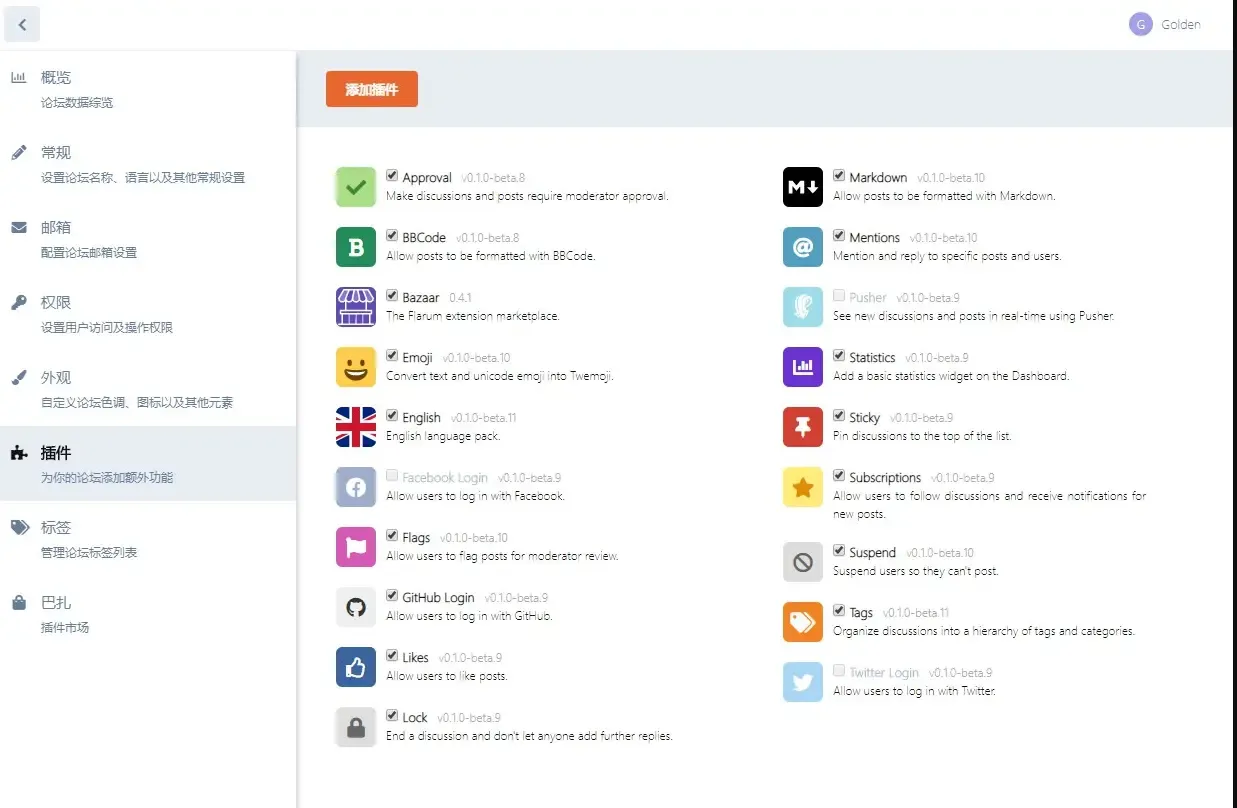 G Golden
概览
论坛数据综览
常规
设置论坛名称、语言以及其他常规设置
邮箱
配置论坛邮箱设置
权限
设置用户访问及操作权限
外观
自定义论坛色调、图标以及其他元素
插件
为你的论坛添加额外功能
标签
管理论坛标签列表
巴扎
插件市场
添加插件
Approval v0.1.0-beta.8
Make discussions and posts require moderator approval.
B
BBCode v0.1.0-beta.8
Allow posts to be formatted with BBCode.
Bazaar 0.4.1
The Flarum extension marketplace.
Emoji v0.1.0-beta.10
Convert text and unicode emoji into Twemoji.
English v0.1.0-beta.11
English language pack.
Facebook Login v0.1.0-beta.9
Allow users to log in with Facebook.
Flags v0.1.0-beta.10
Allow users to flag posts for moderator review.
GitHub Login v0.1.0-beta.9
Allow users to log in with GitHub.
Likes v0.1.0-beta.9
Allow users to like posts.
Lock v0.1.0-beta.9
End a discussion and don't let anyone add further replies.
M
Markdown v0.1.0-beta.10
Allow posts to be formatted with Markdown.
@
Mentions v0.1.0-beta.10
Mention and reply to specific posts and users.
Pusher v0.1.0-beta.9
See new discussions and posts in real-time using Pusher.
Statistics v0.1.0-beta.9
Add a basic statistics widget on the Dashboard.
Sticky v0.1.0-beta.9
Pin discussions to the top of the list.
Subscriptions v0.1.0-beta.9
Allow users to follow discussions and receive notifications for
new posts.
Suspend v0.1.0-beta.10
Suspend users so they can't post.
Tags v0.1.0-beta.11
Organize discussions into a hierarchy of tags and categories.
Twitter Login v0.1.0-beta.9
Allow users to log in with Twitter.